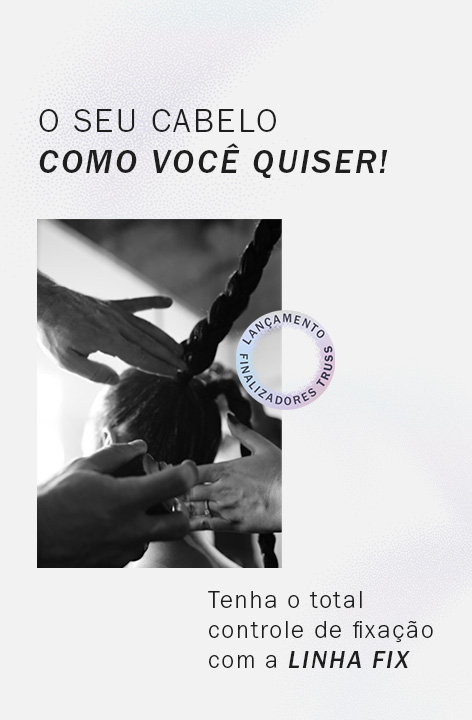 O SEU CABELO
COMO VOCÊ QUISER!
LANÇAMENTO
FINALIZADORES TRUSS
Tenha o total
controle de fixação
com a LINHA FIX